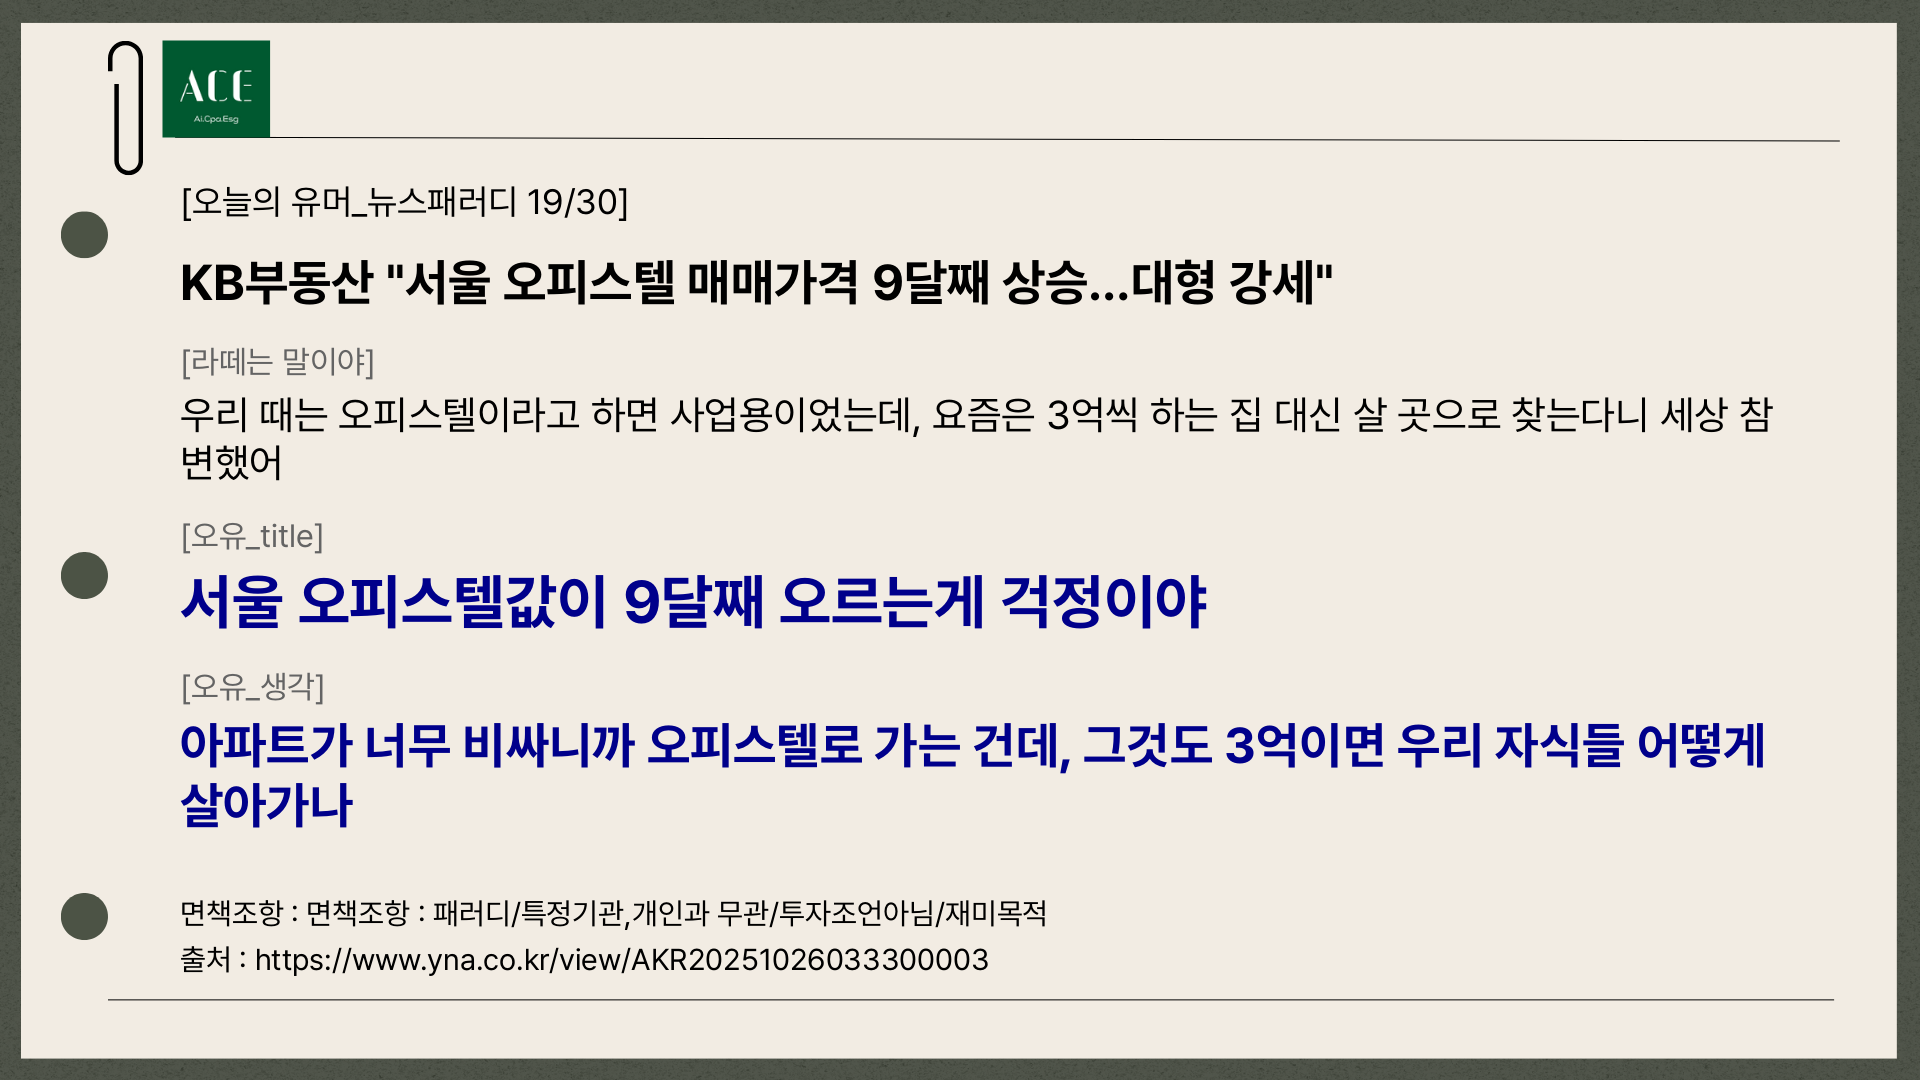 ACE
Ai.Cpa.Esg
[오늘의 유머_뉴스패러디 19/30]
KB부동산 "서울 오피스텔 매매가격 9달째 상승...대형 강세"
[라떼는 말이야]
우리 때는 오피스텔이라고 하면 사업용이었는데, 요즘은 3억씩 하는 집 대신 살 곳으로 찾는다니 세상 참
변했어
[오유_title]
서울 오피스텔값이 9달째 오르는게 걱정이야
[오유_생각]
아파트가 너무 비싸니까 오피스텔로 가는 건데, 그것도 3억이면 우리 자식들 어떻게
살아가나
면책조항 : 면책조항 : 패러디/특정기관,개인과 무관/투자조언아님/재미목적
출처 : https://www.yna.co.kr/view/AKR20251026033300003